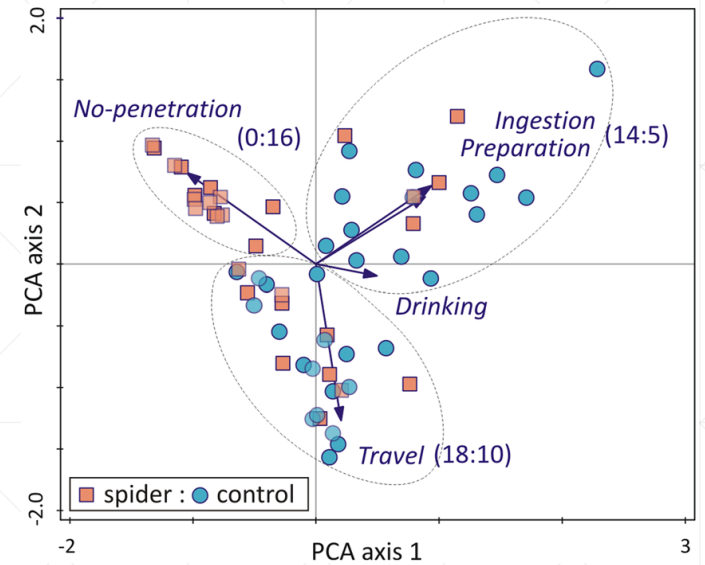 2.0
No-penetration
(0:16)
Ingestion
Preparation
(14:5)
PCA axis 2
Drinking
Travel (18:10)
spider : control
-2.0
-2
3
PCA axis 1